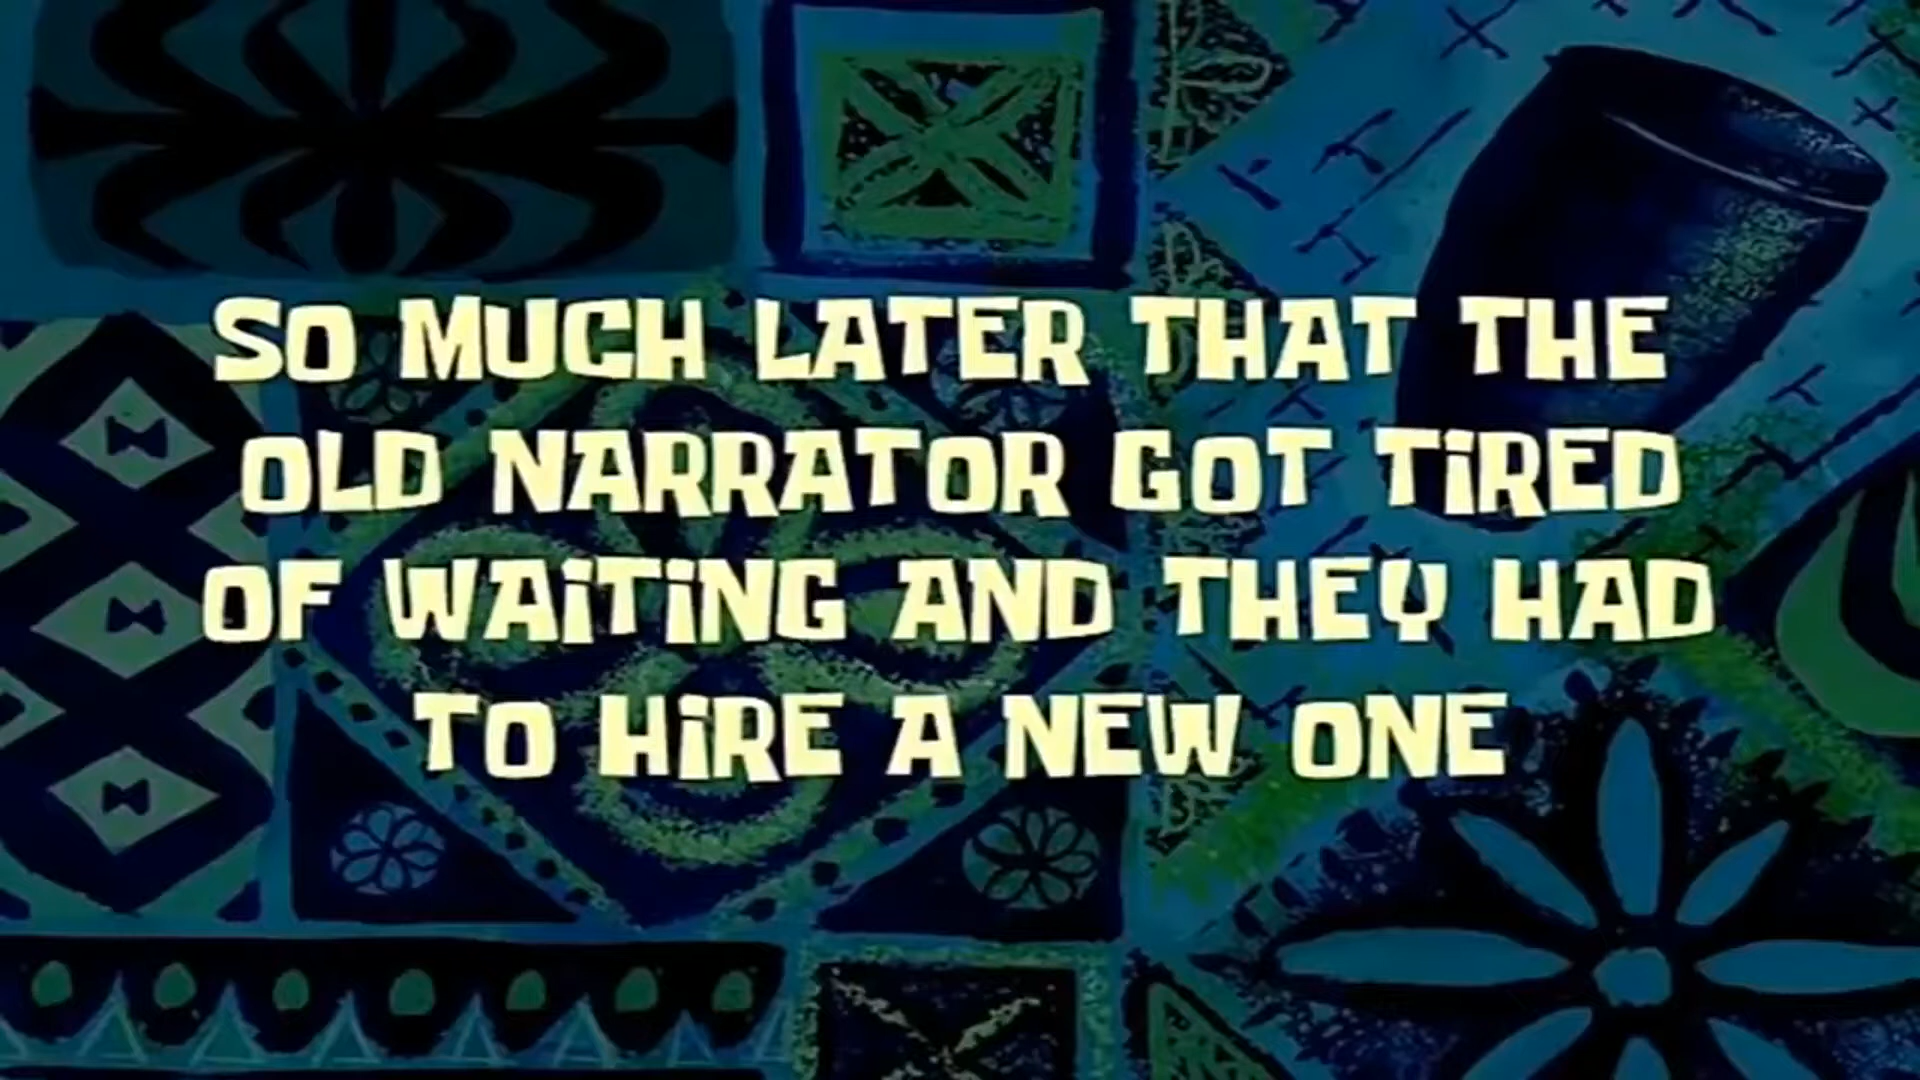 SO MUCH LATER THAT THE
OLD NARRATOR GOT TiRED
OF WAiTiNG AND THEY HAD
TO HiRE A NEW ONE